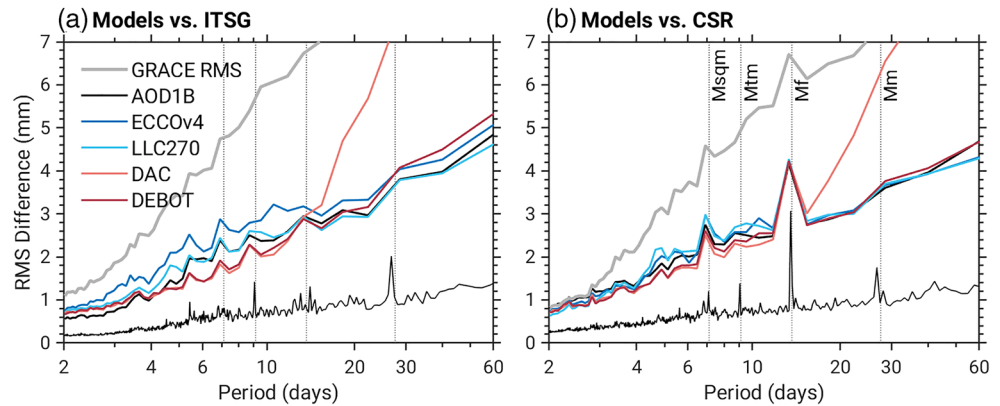 (a) Models vs. ITSG
7
6
5
4
3
2
1
0
RMS Difference (mm)
GRACE RMS
AOD1B
ECCOv4
LLC270
DAC
DEBOT
2 4 6 10 20 30 60
Period (days)
(b) Models vs. CSR
7
6
5
4
3
2
1
0
Msqm
Mtm
Mf
Mm
2 4 6 10 20 30 60
Period (days)